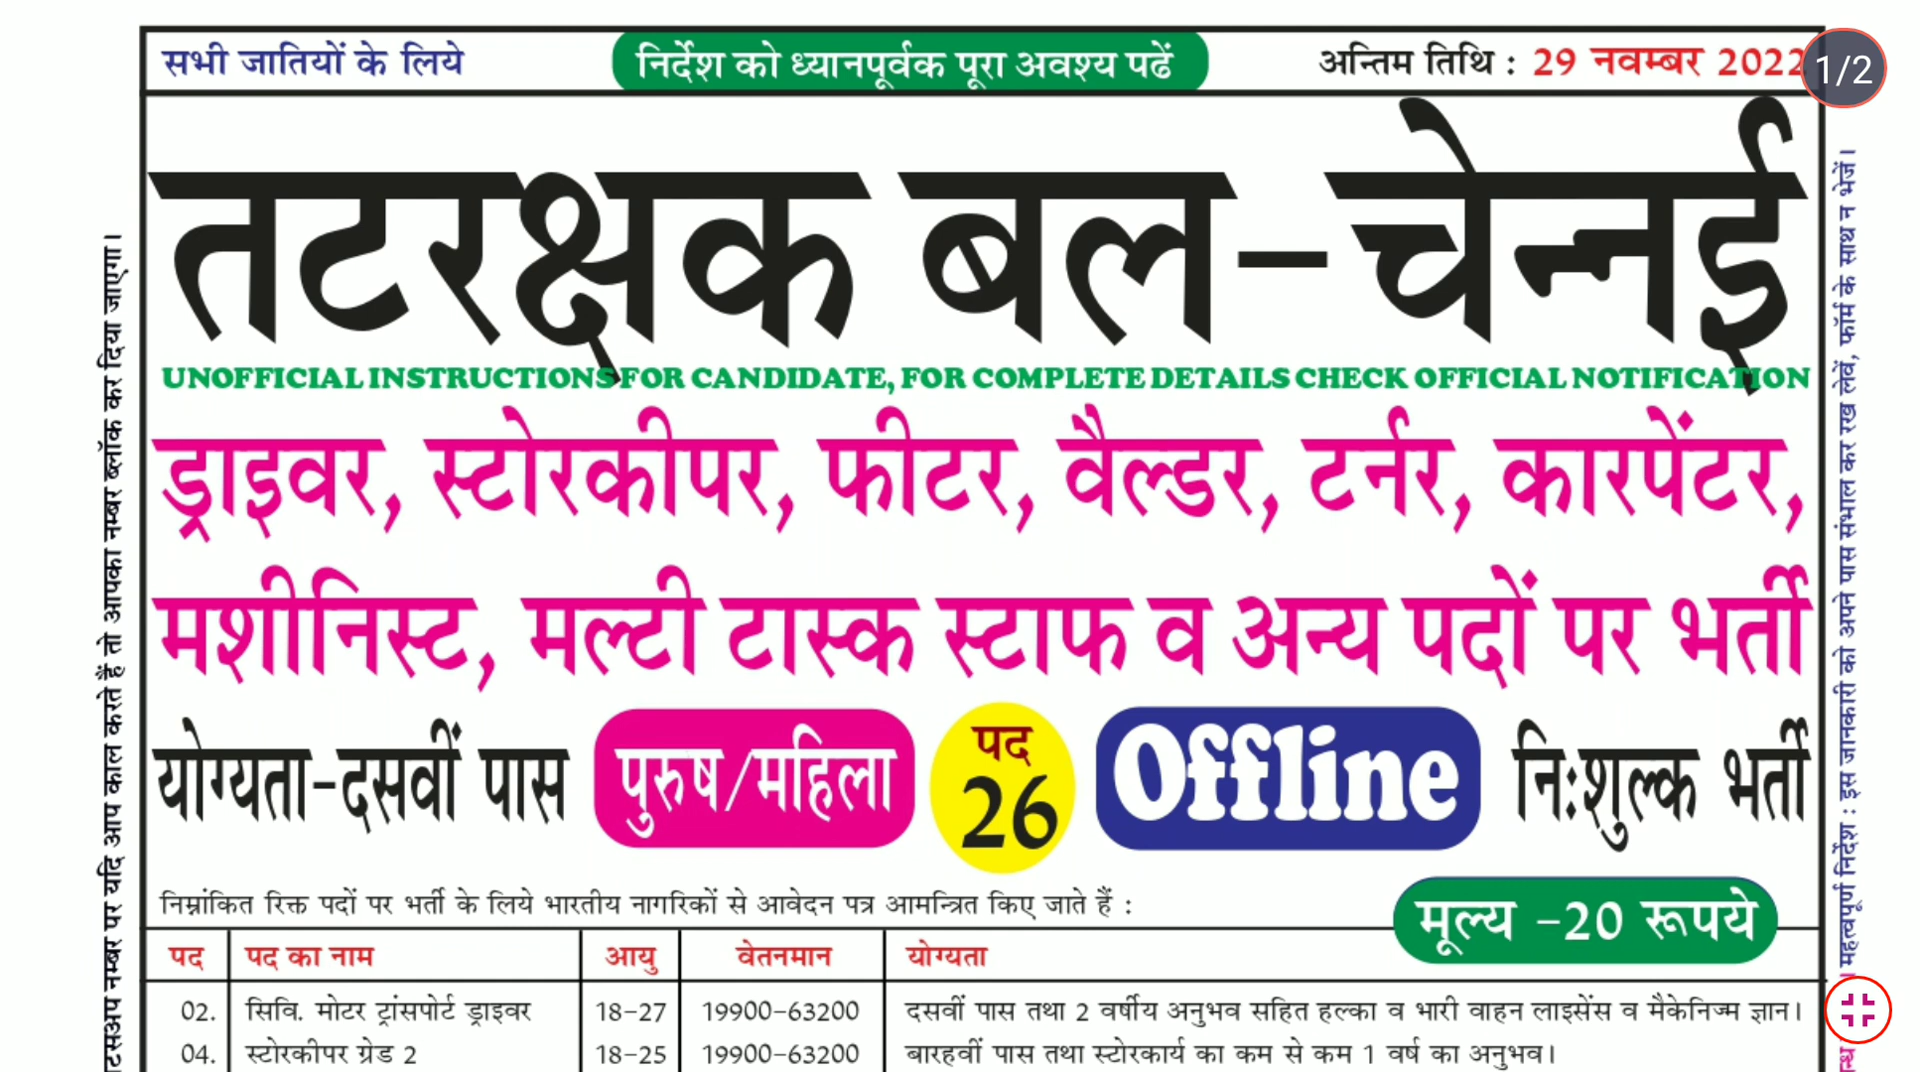 सभी जातियों के लिये
निर्देश को ध्यानपूर्वक पूरा अवश्य पढें
अन्तिम तिथि : 29 नवम्बर 2022
1/2
तटरक्षक बल-चेन्नई
UNOFFICIAL INSTRUCTIONS FOR CANDIDATE, FOR COMPLETE DETAILS CHECK OFFICIAL NOTIFICATION
ड्राइवर, स्टोरकीपर, फीटर, वैल्डर, टर्नर, कारपेंटर,
मशीनिस्ट, मल्टी टास्क स्टाफ व अन्य पदों पर भर्ती
योग्यता-दसवीं पास पुरुष/महिला पद 26 Offline निःशुल्क भर्ती
निम्नांकित रिक्त पदों पर भर्ती के लिये भारतीय नागरिकों से आवेदन पत्र आमन्त्रित किए जाते हैं :
मूल्य -20 रूपये
पद पद का नाम आयु वेतनमान योग्यता
02. सिवि. मोटर ट्रांसपोर्ट ड्राइवर 18-27 19900-63200 दसवीं पास तथा 2 वर्षीय अनुभव सहित हल्का व भारी वाहन लाइसेंस व मैकेनिज्म ज्ञान।
04. स्टोरकीपर ग्रेड 2 18-25 19900-63200 बारहवीं पास तथा स्टोरकार्य का कम से कम 1 वर्ष का अनुभव।
टसअप नम्बर पर यदि आप काल करते हैं तो आपका नम्बर ब्लॉक कर दिया जाएगा।
महत्वपूर्ण निर्देश : इस जानकारी को अपने पास संभाल कर रख लेवें, फॉर्म के साथ न भेजें।